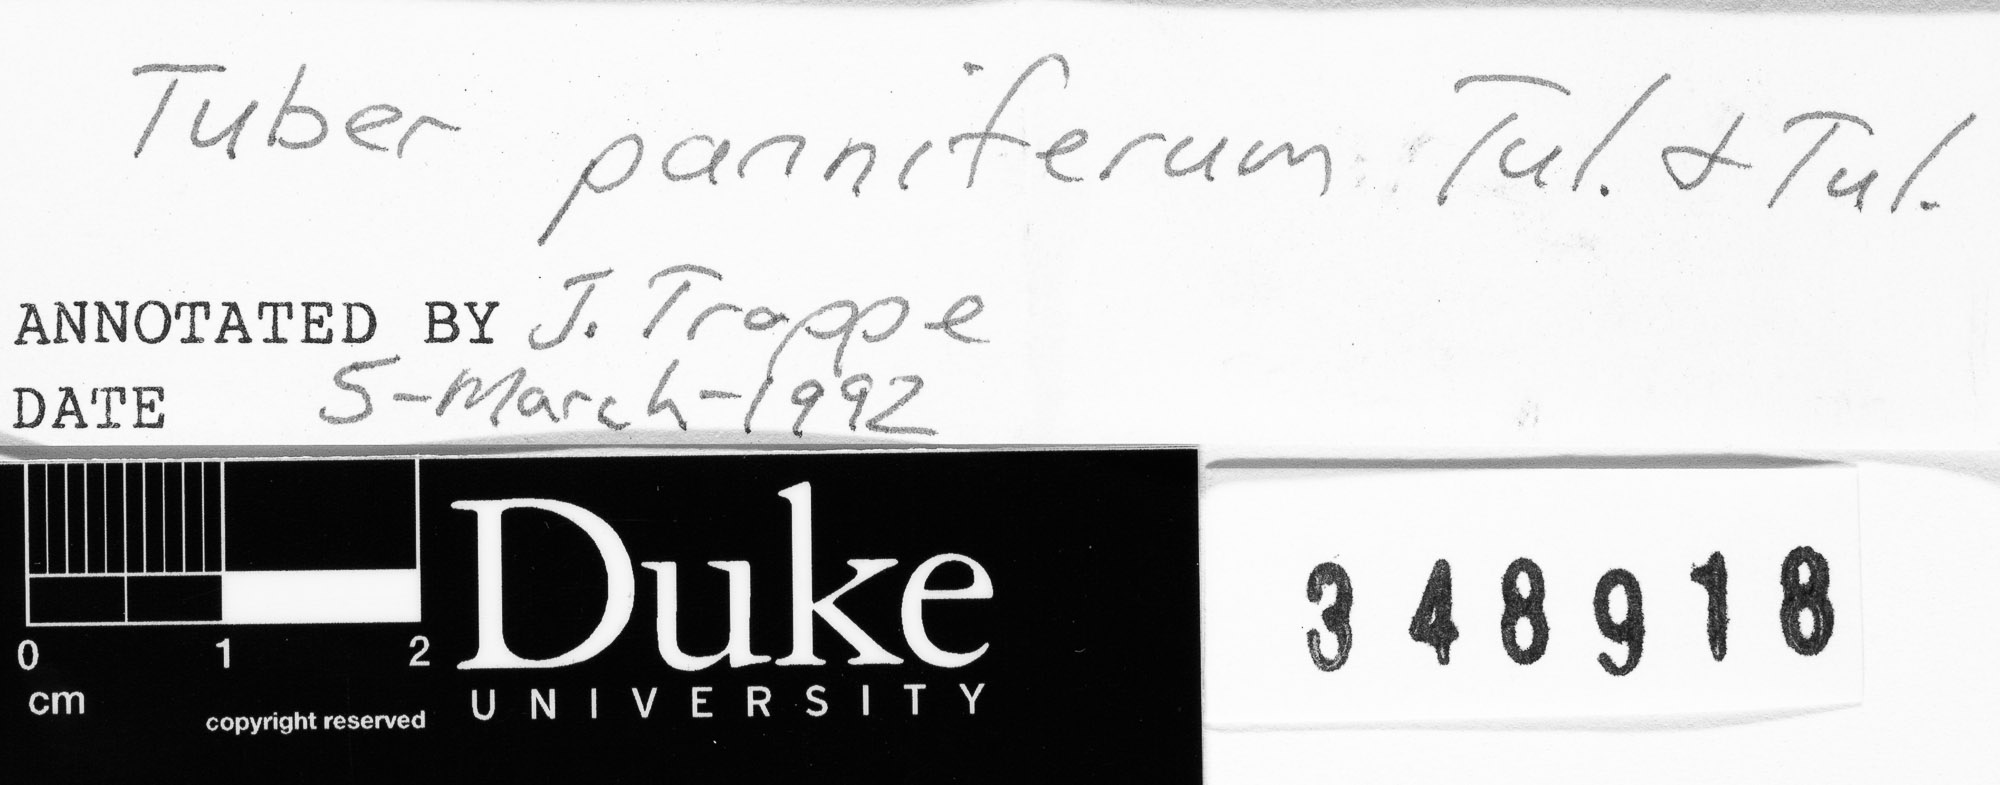 Tuber panniferum Tul. & Tul.
ANNOTATED BY J. Trappe
DATE 5-March-1992
0 1 2
cm
copyright reserved
Duke
UNIVERSITY
348918